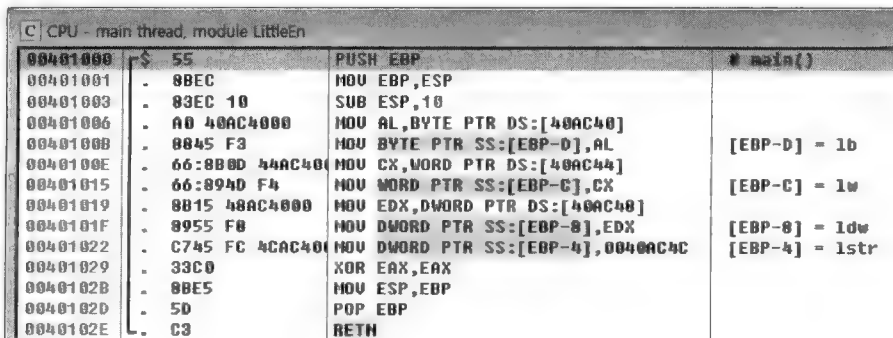 C CPU - main thread, module LittleEn
00401000 $ 55 PUSH EBP # main()
00401001 . 8BEC MOV EBP,ESP
00401003 . 83EC 10 SUB ESP,10
00401006 . A0 40AC4000 MOV AL,BYTE PTR DS:[40AC40]
0040100B . 8845 F3 MOV BYTE PTR SS:[EBP-D],AL [EBP-D] = lb
0040100E . 66:8B0D 44AC400 MOV CX,WORD PTR DS:[40AC44]
00401015 . 66:894D F4 MOV WORD PTR SS:[EBP-C],CX [EBP-C] = lw
00401019 . 8B15 48AC4000 MOV EDX,DWORD PTR DS:[40AC48]
0040101F . 8955 F8 MOV DWORD PTR SS:[EBP-8],EDX [EBP-8] = ldw
00401022 . C745 FC 4CAC400 MOV DWORD PTR SS:[EBP-4],0040AC4C [EBP-4] = lstr
00401029 . 33C0 XOR EAX,EAX
0040102B . 8BE5 MOV ESP,EBP
0040102D . 5D POP EBP
0040102E . C3 RETN